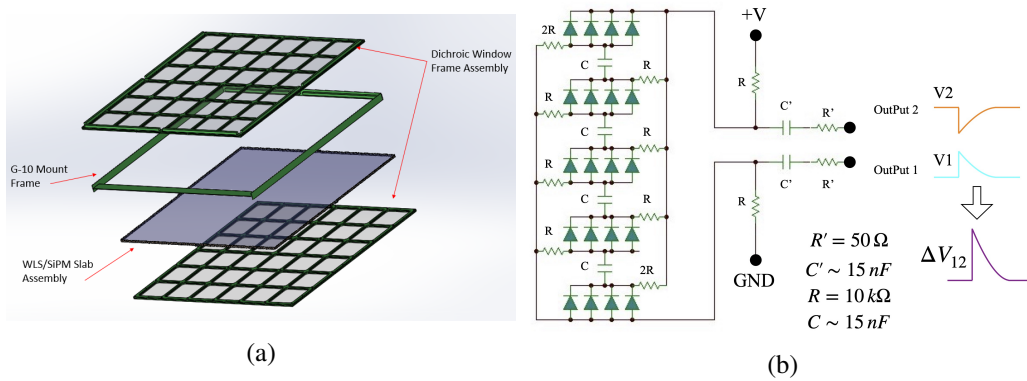 Dichroic Window
Frame Assembly
G-10 Mount
Frame
WLS/SiPM Slab
Assembly
(a)
(b)
2R
C
R
R
C
R
R
C
R
R
C
2R
+V
R
C'
R'
OutPut 2
V2
C'
R'
OutPut 1
V1
R
GND
R' = 50 Ω
C' ∼ 15 nF
R = 10 kΩ
C ∼ 15 nF
ΔV12